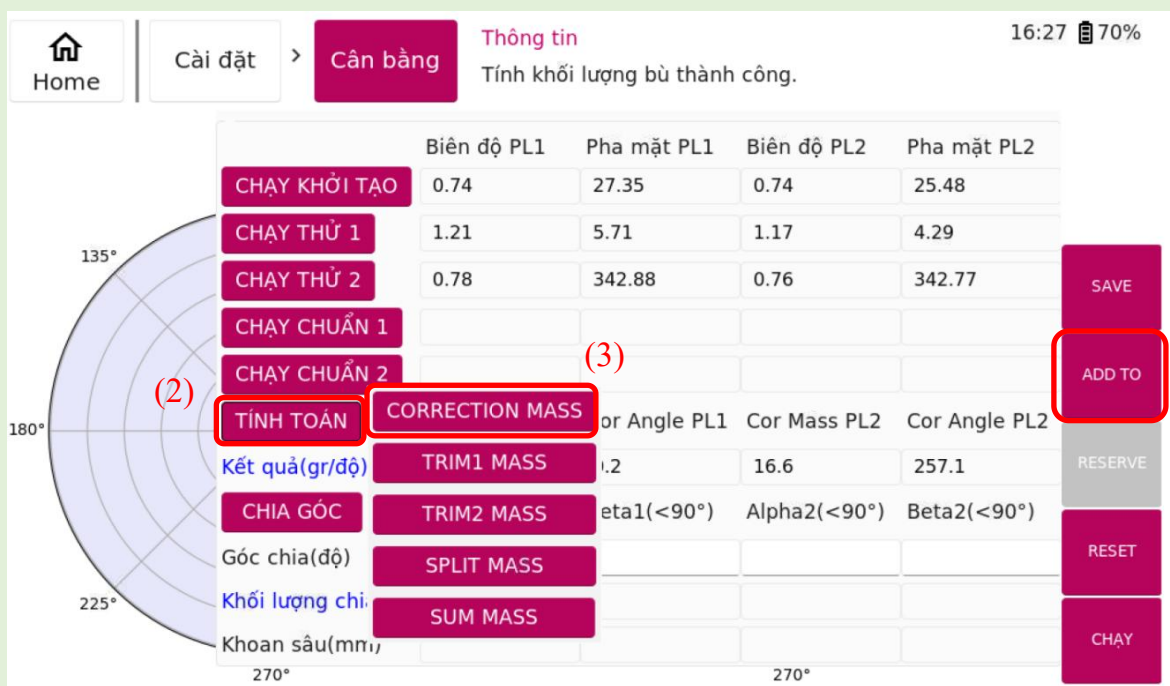 Home
Cài đặt
>
Cân bằng
Thông tin
Tính khối lượng bù thành công.
16:27 70%
Biên độ PL1 Pha mặt PL1 Biên độ PL2 Pha mặt PL2
CHẠY KHỞI TẠO 0.74 27.35 0.74 25.48
CHẠY THỬ 1 1.21 5.71 1.17 4.29
CHẠY THỬ 2 0.78 342.88 0.76 342.77
CHẠY CHUẨN 1
CHẠY CHUẨN 2
(2)
(3)
TÍNH TOÁN CORRECTION MASS or Angle PL1 Cor Mass PL2 Cor Angle PL2
Kết quả(gr/độ) TRIM1 MASS .2 16.6 257.1
CHIA GÓC TRIM2 MASS eta1(<90°) Alpha2(<90°) Beta2(<90°)
Góc chia(độ) SPLIT MASS
Khối lượng chi
SUM MASS
Khoan sâu(mm)
135°
180°
225°
270°
270°
SAVE
ADD TO
RESERVE
RESET
CHẠY